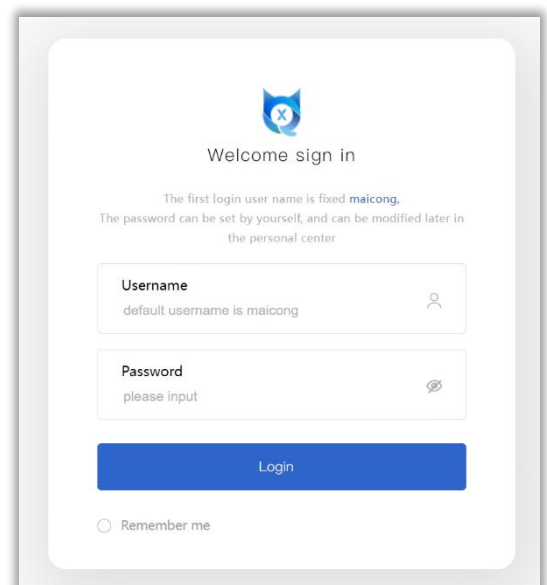 X
Welcome sign in
The first login user name is fixed maicong,
The password can be set by yourself, and can be modified later in
the personal center
Username
default username is maicong
Password
please input
Login
Remember me